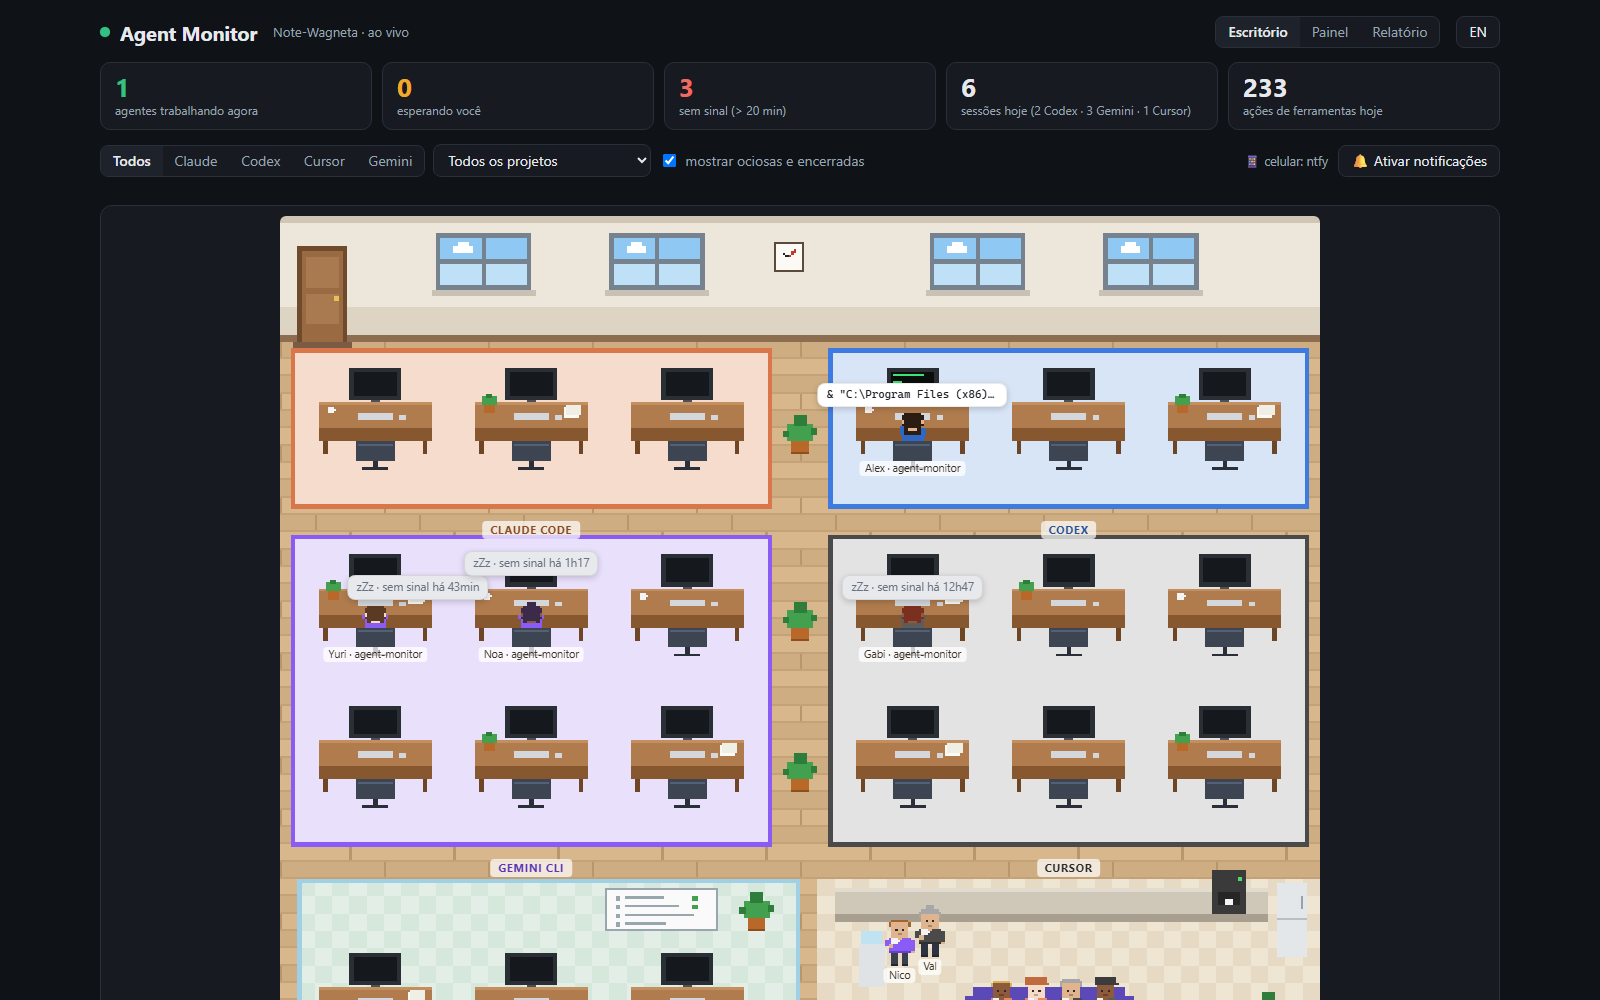 Agent Monitor
Note-Wagneta · ao vivo
Escritório
Painel
Relatório
EN
1
agentes trabalhando agora
0
esperando você
3
sem sinal (> 20 min)
6
sessões hoje (2 Codex · 3 Gemini · 1 Cursor)
233
ações de ferramentas hoje
Todos
Claude
Codex
Cursor
Gemini
Todos os projetos
mostrar ociosas e encerradas
celular: ntfy
Ativar notificações
& "C:\Program Files (x86)…
Alex · agent-monitor
CLAUDE CODE
CODEX
zZz · sem sinal há 1h17
zZz · sem sinal há 43min
zZz · sem sinal há 12h47
Yuri · agent-monitor
Noa · agent-monitor
Gabi · agent-monitor
GEMINI CLI
CURSOR
Nico
Val